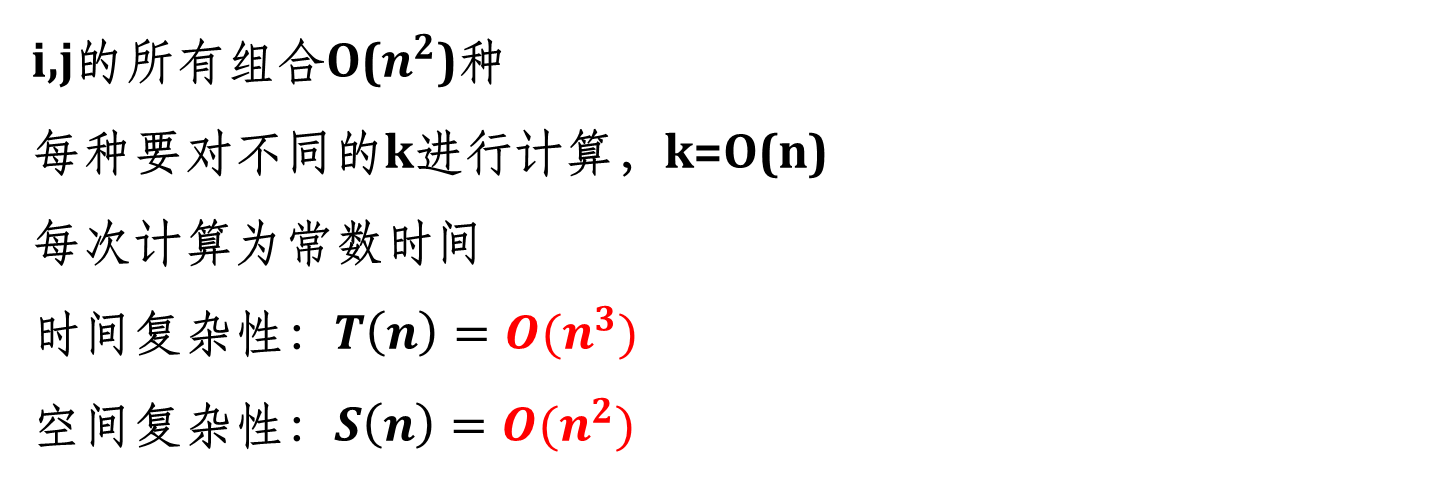 i,j的所有组合O(n²)种
每种要对不同的k进行计算，k=O(n)
每次计算为常数时间
时间复杂性：T(n) = O(n³)
空间复杂性：S(n) = O(n²)